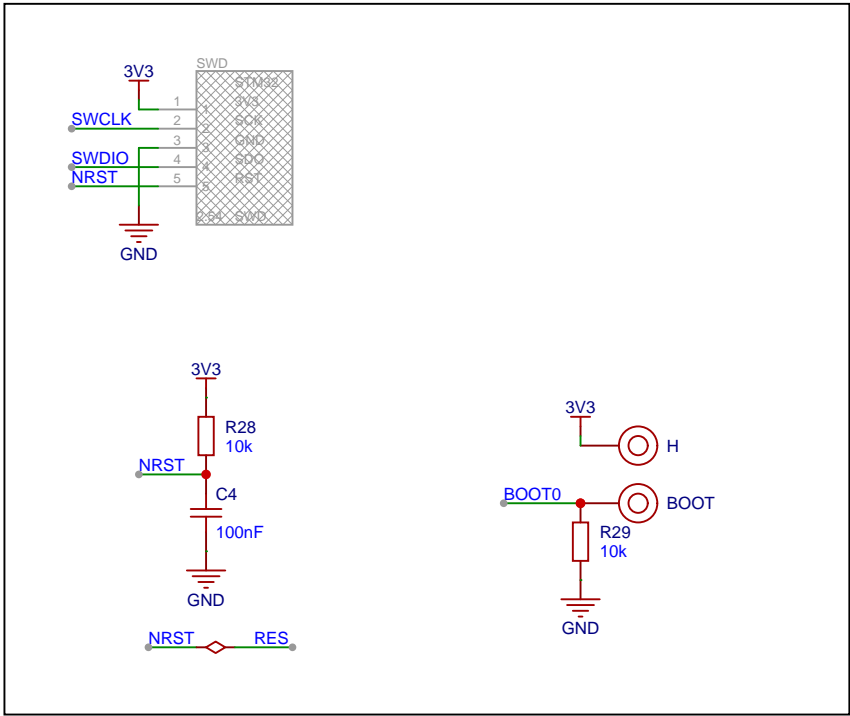 SWD
3V3
STM32
1
1
3V3
SWCLK
2
2
SCK
3
3
GND
SWDIO
4
4
SDO
NRST
5
5
RST
2.54
SWD
GND
3V3
R28
10k
NRST
C4
100nF
GND
NRST
RES
3V3
H
BOOT0
BOOT
R29
10k
GND